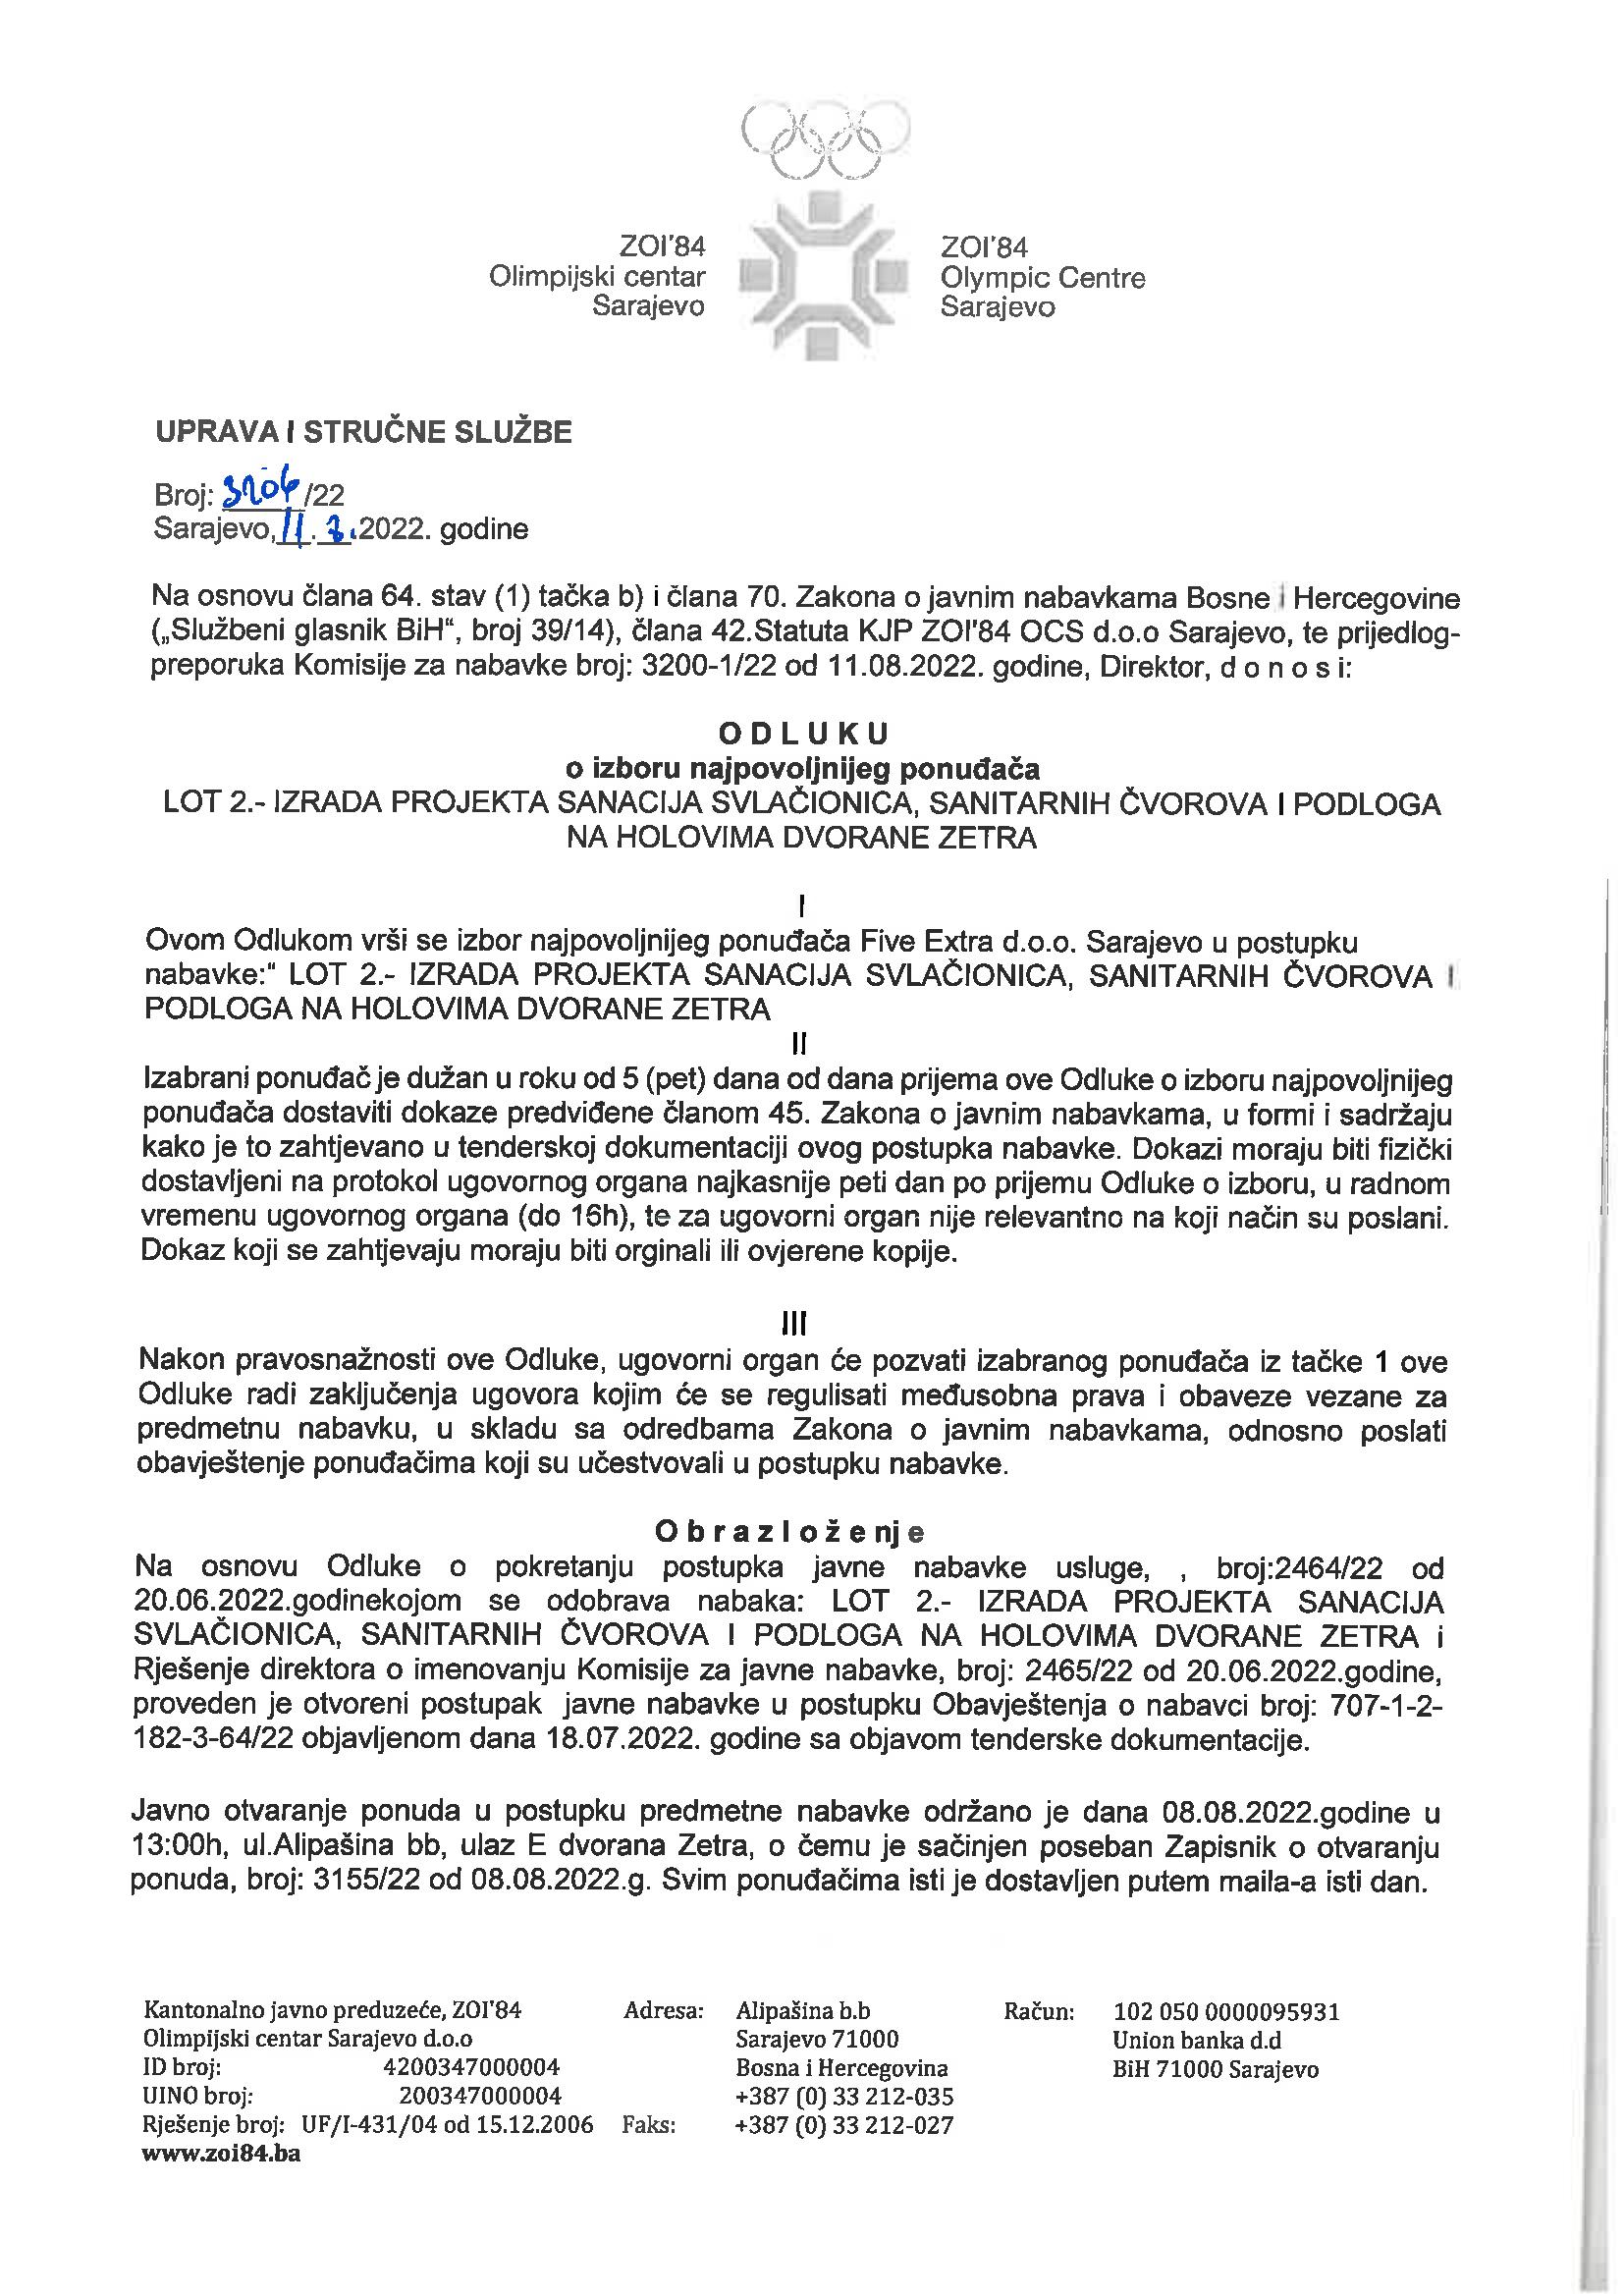 ZOI'84
Olimpijski centar
Sarajevo
ZOI'84
Olympic Centre
Sarajevo
UPRAVA I STRUČNE SLUŽBE
Broj: 3204/22
Sarajevo, 11.8.2022. godine
Na osnovu člana 64. stav (1) tačka b) i člana 70. Zakona o javnim nabavkama Bosne i Hercegovine
(„Službeni glasnik BiH“, broj 39/14), člana 42.Statuta KJP ZOI'84 OCS d.o.o Sarajevo, te prijedlog-
preporuka Komisije za nabavke broj: 3200-1/22 od 11.08.2022. godine, Direktor, d o n o s i:
O D L U K U
o izboru najpovoljnijeg ponuđača
LOT 2.- IZRADA PROJEKTA SANACIJA SVLAČIONICA, SANITARNIH ČVOROVA I PODLOGA
NA HOLOVIMA DVORANE ZETRA
I
Ovom Odlukom vrši se izbor najpovoljnijeg ponuđača Five Extra d.o.o. Sarajevo u postupku
nabavke:" LOT 2.- IZRADA PROJEKTA SANACIJA SVLAČIONICA, SANITARNIH ČVOROVA I
PODLOGA NA HOLOVIMA DVORANE ZETRA
II
Izabrani ponuđač je dužan u roku od 5 (pet) dana od dana prijema ove Odluke o izboru najpovoljnijeg
ponuđača dostaviti dokaze predviđene članom 45. Zakona o javnim nabavkama, u formi i sadržaju
kako je to zahtjevano u tenderskoj dokumentaciji ovog postupka nabavke. Dokazi moraju biti fizički
dostavljeni na protokol ugovornog organa najkasnije peti dan po prijemu Odluke o izboru, u radnom
vremenu ugovornog organa (do 16h), te za ugovorni organ nije relevantno na koji način su poslani.
Dokaz koji se zahtjevaju moraju biti orginali ili ovjerene kopije.
III
Nakon pravosnažnosti ove Odluke, ugovorni organ će pozvati izabranog ponuđača iz tačke 1 ove
Odluke radi zaključenja ugovora kojim će se regulisati međusobna prava i obaveze vezane za
predmetnu nabavku, u skladu sa odredbama Zakona o javnim nabavkama, odnosno poslati
obavještenje ponuđačima koji su učestvovali u postupku nabavke.
O b r a z l o ž e nj e
Na osnovu Odluke o pokretanju postupka javne nabavke usluge, , broj:2464/22 od
20.06.2022.godinekojom se odobrava nabaka: LOT 2.- IZRADA PROJEKTA SANACIJA
SVLAČIONICA, SANITARNIH ČVOROVA I PODLOGA NA HOLOVIMA DVORANE ZETRA i
Rješenje direktora o imenovanju Komisije za javne nabavke, broj: 2465/22 od 20.06.2022.godine,
proveden je otvoreni postupak javne nabavke u postupku Obavještenja o nabavci broj: 707-1-2-
182-3-64/22 objavljenom dana 18.07.2022. godine sa objavom tenderske dokumentacije.
Javno otvaranje ponuda u postupku predmetne nabavke održano je dana 08.08.2022.godine u
13:00h, ul.Alipašina bb, ulaz E dvorana Zetra, o čemu je sačinjen poseban Zapisnik o otvaranju
ponuda, broj: 3155/22 od 08.08.2022.g. Svim ponuđačima isti je dostavljen putem maila-a isti dan.
Kantonalno javno preduzeće, ZOI'84
Olimpijski centar Sarajevo d.o.o
ID broj: 4200347000004
UINO broj: 200347000004
Rješenje broj: UF/I-431/04 od 15.12.2006
www.zoi84.ba
Adresa: Alipašina b.b
Sarajevo 71000
Bosna i Hercegovina
+387 (0) 33 212-035
Faks: +387 (0) 33 212-027
Račun: 102 050 0000095931
Union banka d.d
BiH 71000 Sarajevo